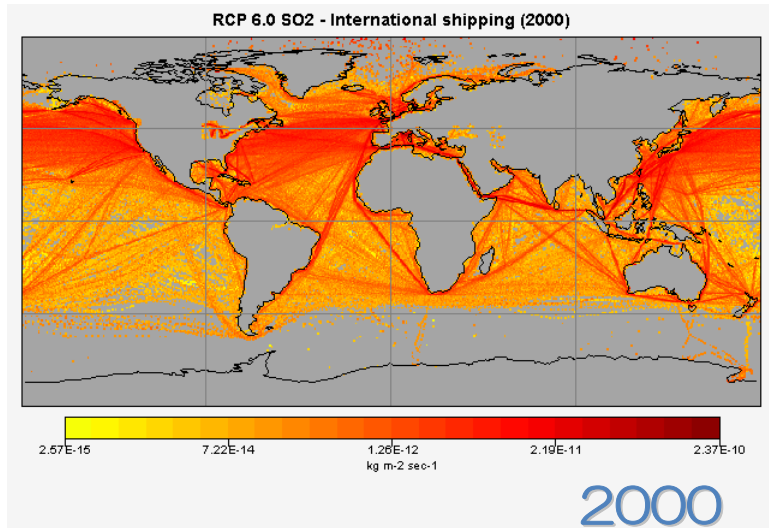 RCP 6.0 SO2 - International shipping (2000)
2.57E-15 7.22E-14 1.26E-12 2.19E-11 2.37E-10
kg m-2 sec-1
2000